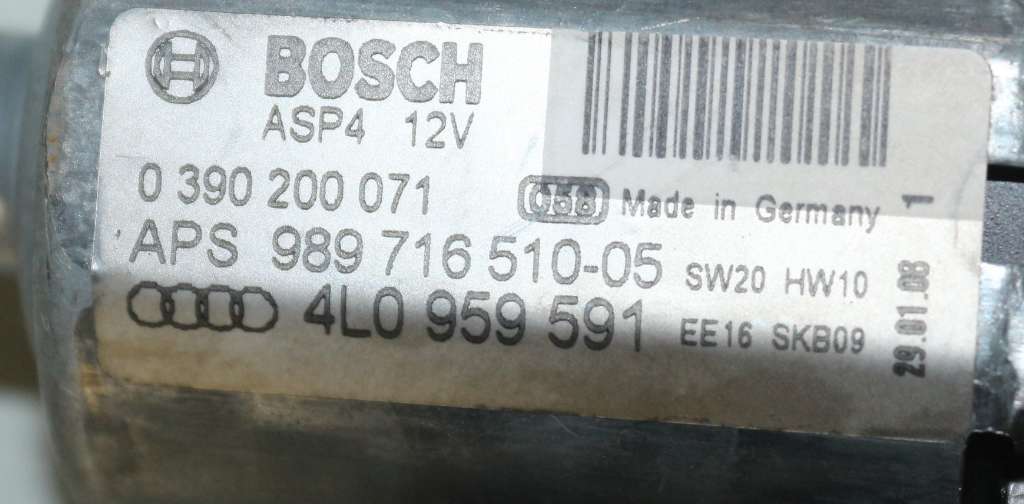 BOSCH
ASP4 12V
0 390 200 071
058 Made in Germany 1
APS 989 716 510-05 SW20 HW10
4L0 959 591 EE16 SKB09
29.01.08